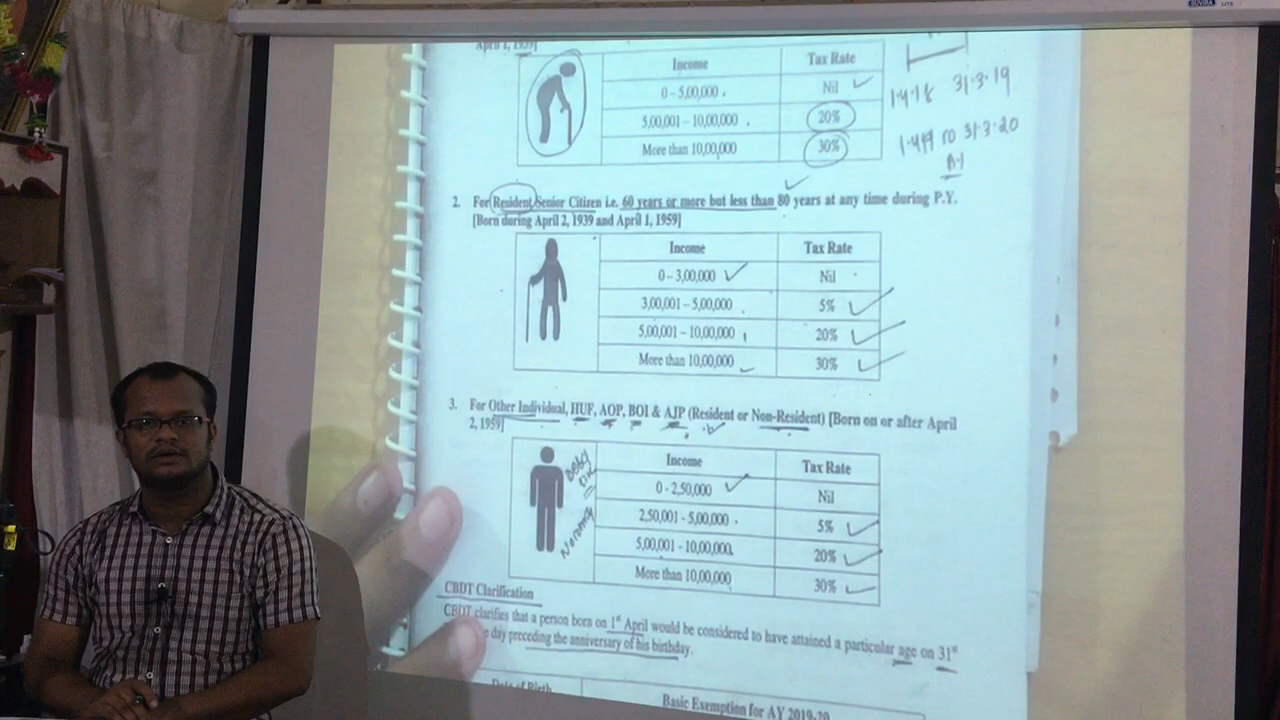 LITE
April 1, 1939]
Income Tax Rate
0 – 5,00,000 Nil
5,00,001 – 10,00,000 20%
More than 10,00,000 30%
1.4.18 31.3.19
1.4.19 to 31.3.20
2. For Resident Senior Citizen i.e. 60 years or more but less than 80 years at any time during P.Y.
[Born during April 2, 1939 and April 1, 1959]
Income Tax Rate
0 – 3,00,000 Nil
3,00,001 – 5,00,000 5%
5,00,001 – 10,00,000 20%
More than 10,00,000 30%
3. For Other Individual, HUF, AOP, BOI & AJP (Resident or Non-Resident) [Born on or after April
2, 1959]
Income Tax Rate
0 - 2,50,000 Nil
2,50,001 - 5,00,000 5%
5,00,001 - 10,00,000 20%
More than 10,00,000 30%
CBDT Clarification
CBDT clarifies that a person born on 1st April would be considered to have attained a particular age on 31st
day preceding the anniversary of his birthday.
Date of Birth Basic Exemption for AY 2019-20